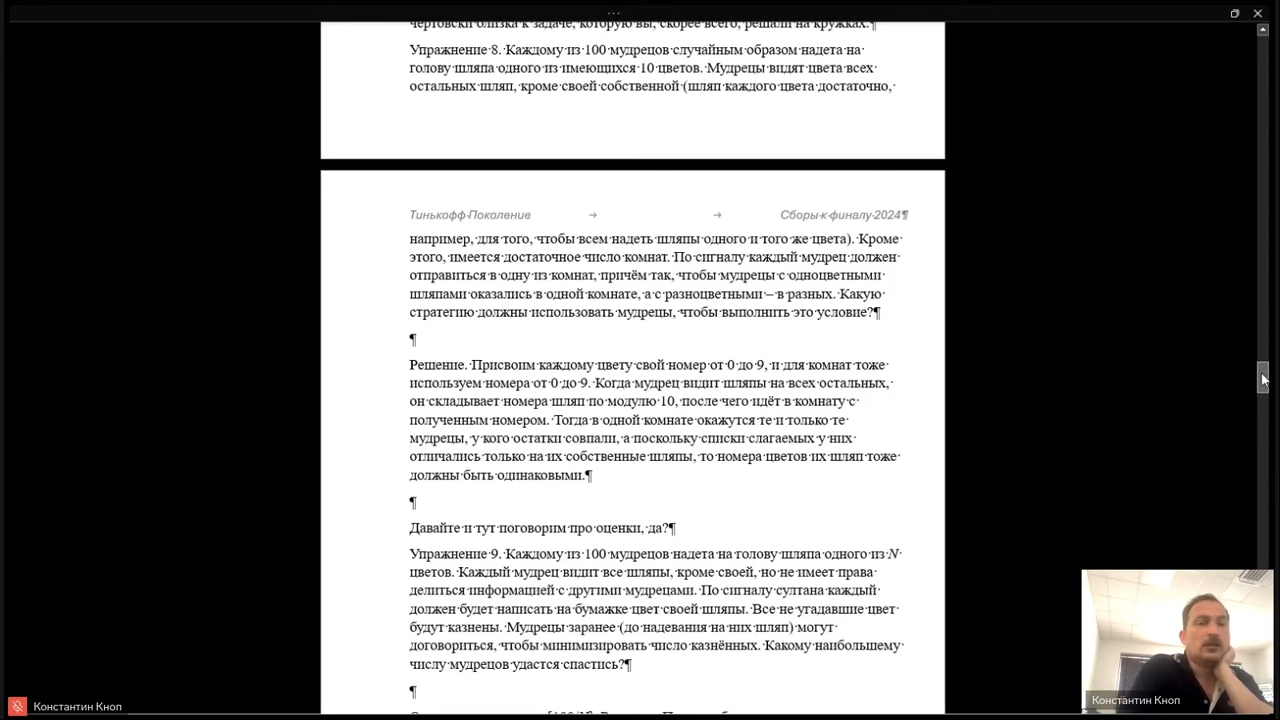 чертовски близка к задаче, которую вы, скорее всего, решали на кружках.¶
Упражнение 8. Каждому из 100 мудрецов случайным образом надета на
голову шляпа одного из имеющихся 10 цветов. Мудрецы видят цвета всех
остальных шляп, кроме своей собственной (шляп каждого цвета достаточно,
Тинькофф Поколение → → Сборы к финалу 2024¶
например, для того, чтобы всем надеть шляпы одного и того же цвета). Кроме
этого, имеется достаточное число комнат. По сигналу каждый мудрец должен
отправиться в одну из комнат, причём так, чтобы мудрецы с одноцветными
шляпами оказались в одной комнате, а с разноцветными – в разных. Какую
стратегию должны использовать мудрецы, чтобы выполнить это условие?¶
¶
Решение. Присвоим каждому цвету свой номер от 0 до 9, и для комнат тоже
используем номера от 0 до 9. Когда мудрец видит шляпы на всех остальных,
он складывает номера шляп по модулю 10, после чего идёт в комнату с
полученным номером. Тогда в одной комнате окажутся те и только те
мудрецы, у кого остатки совпали, а поскольку списки слагаемых у них
отличались только на их собственные шляпы, то номера цветов их шляп тоже
должны быть одинаковыми.¶
¶
Давайте и тут поговорим про оценки, да?¶
Упражнение 9. Каждому из 100 мудрецов надета на голову шляпа одного из N
цветов. Каждый мудрец видит все шляпы, кроме своей, но не имеет права
делиться информацией с другими мудрецами. По сигналу султана каждый
должен будет написать на бумажке цвет своей шляпы. Все не угадавшие цвет
будут казнены. Мудрецы заранее (до надевания на них шляп) могут
договориться, чтобы минимизировать число казнённых. Какому наибольшему
числу мудрецов удастся спастись?¶
¶
Константин Кноп
Константин Кноп